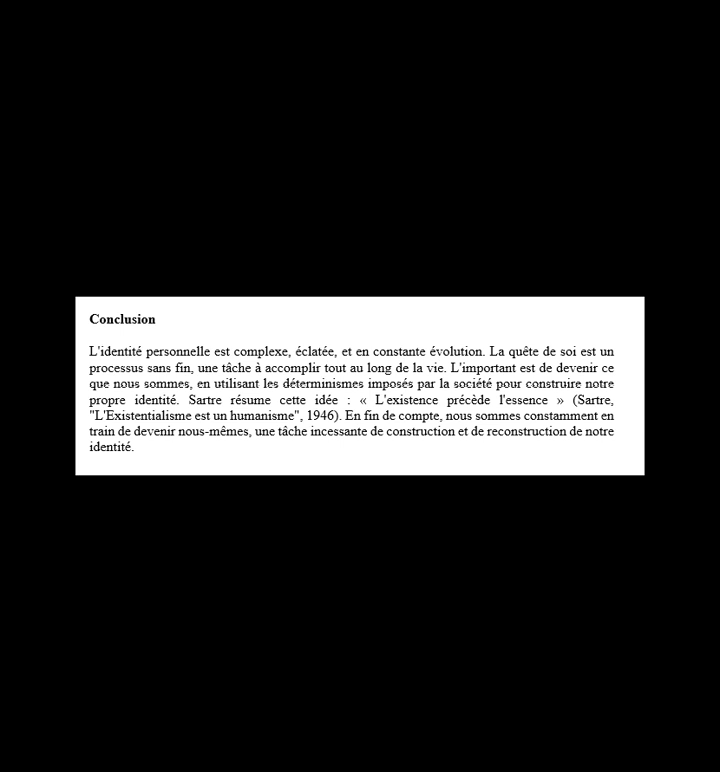 Conclusion
L'identité personnelle est complexe, éclatée, et en constante évolution. La quête de soi est un
processus sans fin, une tâche à accomplir tout au long de la vie. L'important est de devenir ce
que nous sommes, en utilisant les déterminismes imposés par la société pour construire notre
propre identité. Sartre résume cette idée : « L'existence précède l'essence » (Sartre,
"L'Existentialisme est un humanisme", 1946). En fin de compte, nous sommes constamment en
train de devenir nous-mêmes, une tâche incessante de construction et de reconstruction de notre
identité.